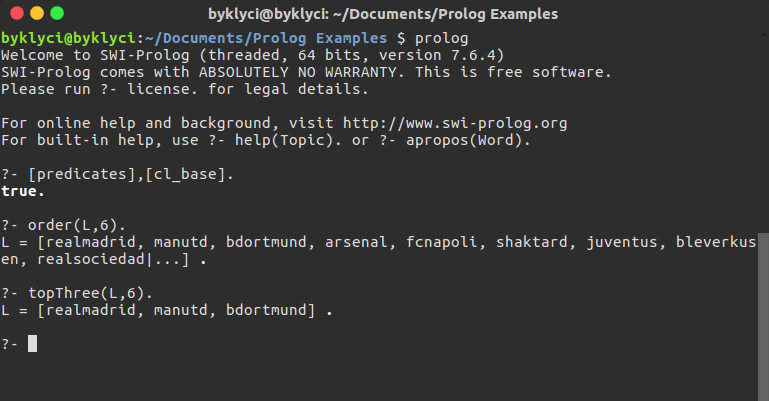 byklyci@byklyci: ~/Documents/Prolog Examples
byklyci@byklyci:~/Documents/Prolog Examples $ prolog
Welcome to SWI-Prolog (threaded, 64 bits, version 7.6.4)
SWI-Prolog comes with ABSOLUTELY NO WARRANTY. This is free software.
Please run ?- license. for legal details.

For online help and background, visit http://www.swi-prolog.org
For built-in help, use ?- help(Topic). or ?- apropos(Word).

?- [predicates],[cl_base].
true.

?- order(L,6).
L = [realmadrid, manutd, bdortmund, arsenal, fcnapoli, shaktard, juventus, bleverkus
en, realsociedad|...] .

?- topThree(L,6).
L = [realmadrid, manutd, bdortmund] .

?-